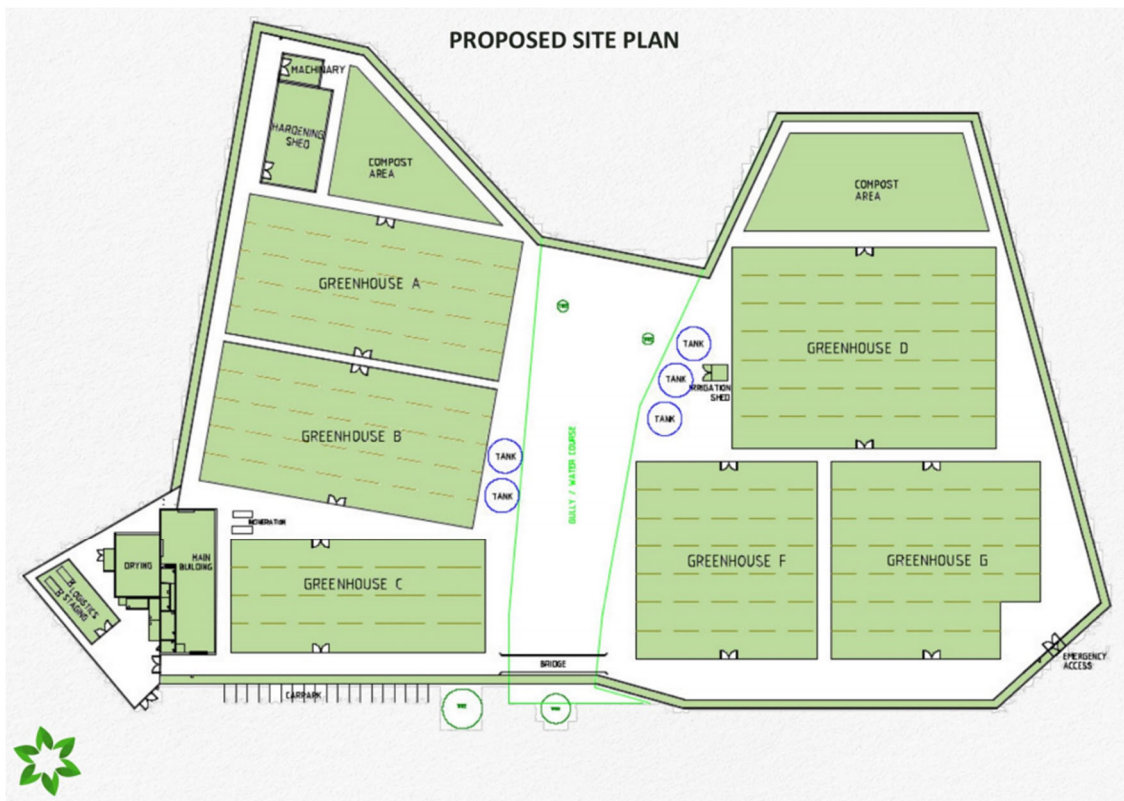 PROPOSED SITE PLAN
MACHINARY
HARDENING
SHED
COMPOST
AREA
COMPOST
AREA
GREENHOUSE A
GREENHOUSE D
TANK
TANK
IRRIGATION
SHED
TANK
GREENHOUSE B
TANK
TANK
GULLY / WATER COURSE
INCINERATION
MAIN
BUILDING
DRYING
LOGISTICS
STAGING
GREENHOUSE C
GREENHOUSE F
GREENHOUSE G
BRIDGE
EMERGENCY
ACCESS
CARPARK